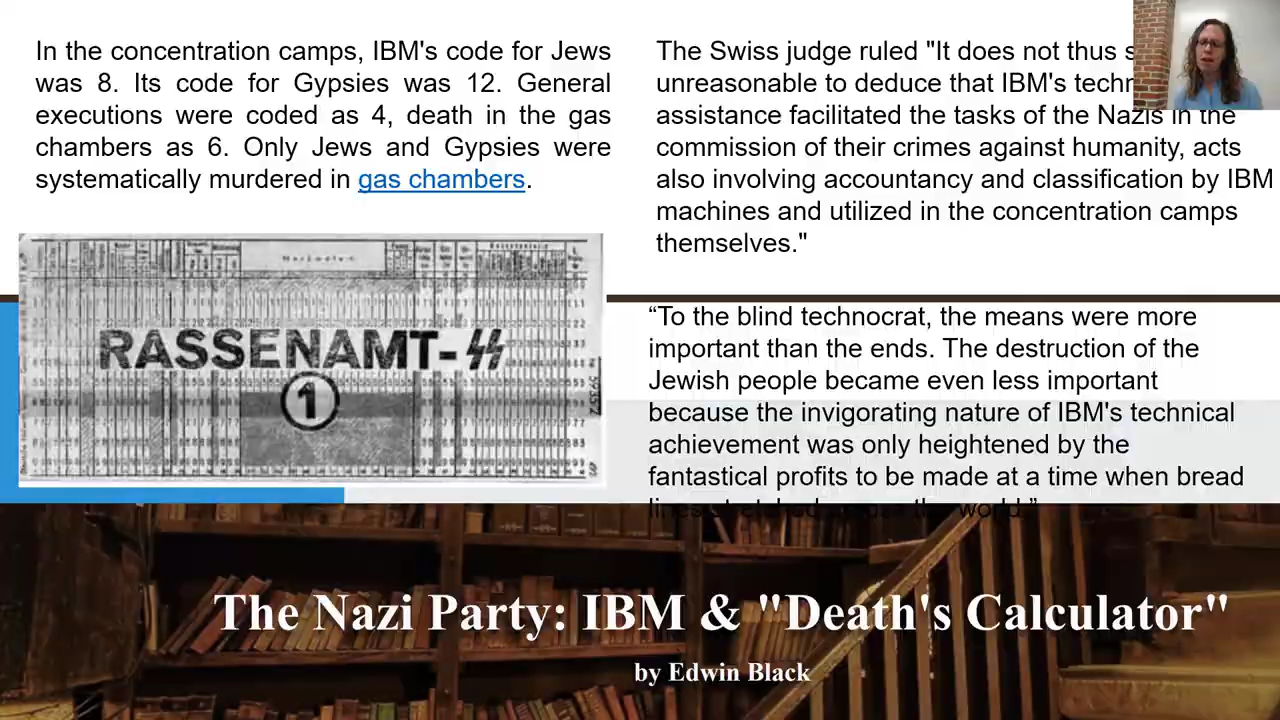 In the concentration camps, IBM's code for Jews
was 8. Its code for Gypsies was 12. General
executions were coded as 4, death in the gas
chambers as 6. Only Jews and Gypsies were
systematically murdered in gas chambers.
The Swiss judge ruled "It does not thus
unreasonable to deduce that IBM's
assistance facilitated the tasks of the Nazis in the
commission of their crimes against humanity, acts
also involving accountancy and classification by IBM
machines and utilized in the concentration camps
themselves."
RASSENAMT-SS
1
“To the blind technocrat, the means were more
important than the ends. The destruction of the
Jewish people became even less important
because the invigorating nature of IBM's technical
achievement was only heightened by the
fantastical profits to be made at a time when bread
world.”
The Nazi Party: IBM & "Death's Calculator"
by Edwin Black